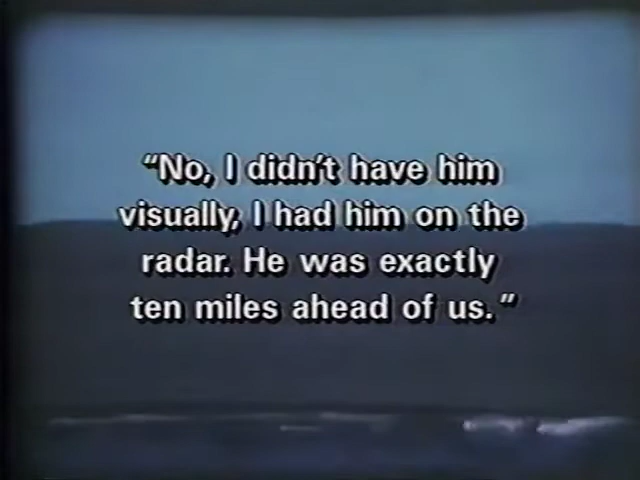 “No, I didn’t have him
visually, I had him on the
radar. He was exactly
ten miles ahead of us.”